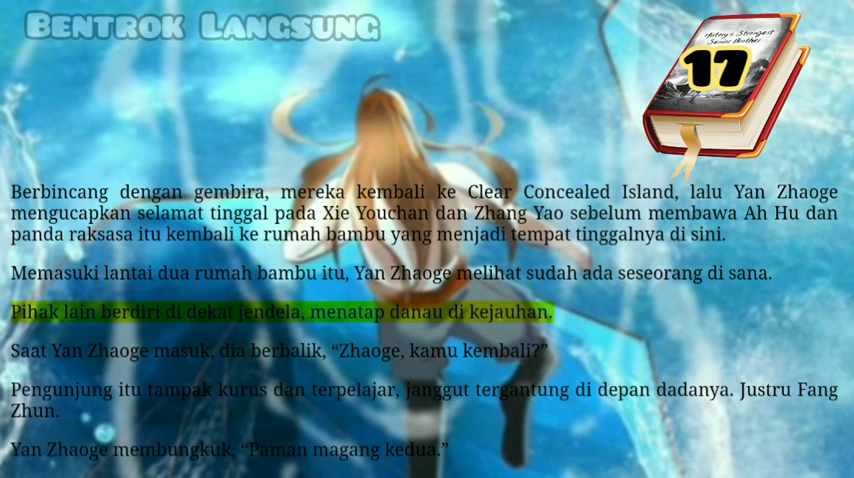 Bentrok Langsung
History's Strongest
Senior Brother
17
Berbincang dengan gembira, mereka kembali ke Clear Concealed Island, lalu Yan Zhaoge
mengucapkan selamat tinggal pada Xie Youchan dan Zhang Yao sebelum membawa Ah Hu dan
panda raksasa itu kembali ke rumah bambu yang menjadi tempat tinggalnya di sini.
Memasuki lantai dua rumah bambu itu, Yan Zhaoge melihat sudah ada seseorang di sana.
Pihak lain berdiri di dekat jendela, menatap danau di kejauhan.
Saat Yan Zhaoge masuk, dia berbalik, “Zhaoge, kamu kembali?”
Pengunjung itu tampak kurus dan terpelajar, janggut tergantung di depan dadanya. Justru Fang
Zhun.
Yan Zhaoge membungkuk, “Paman magang kedua.”